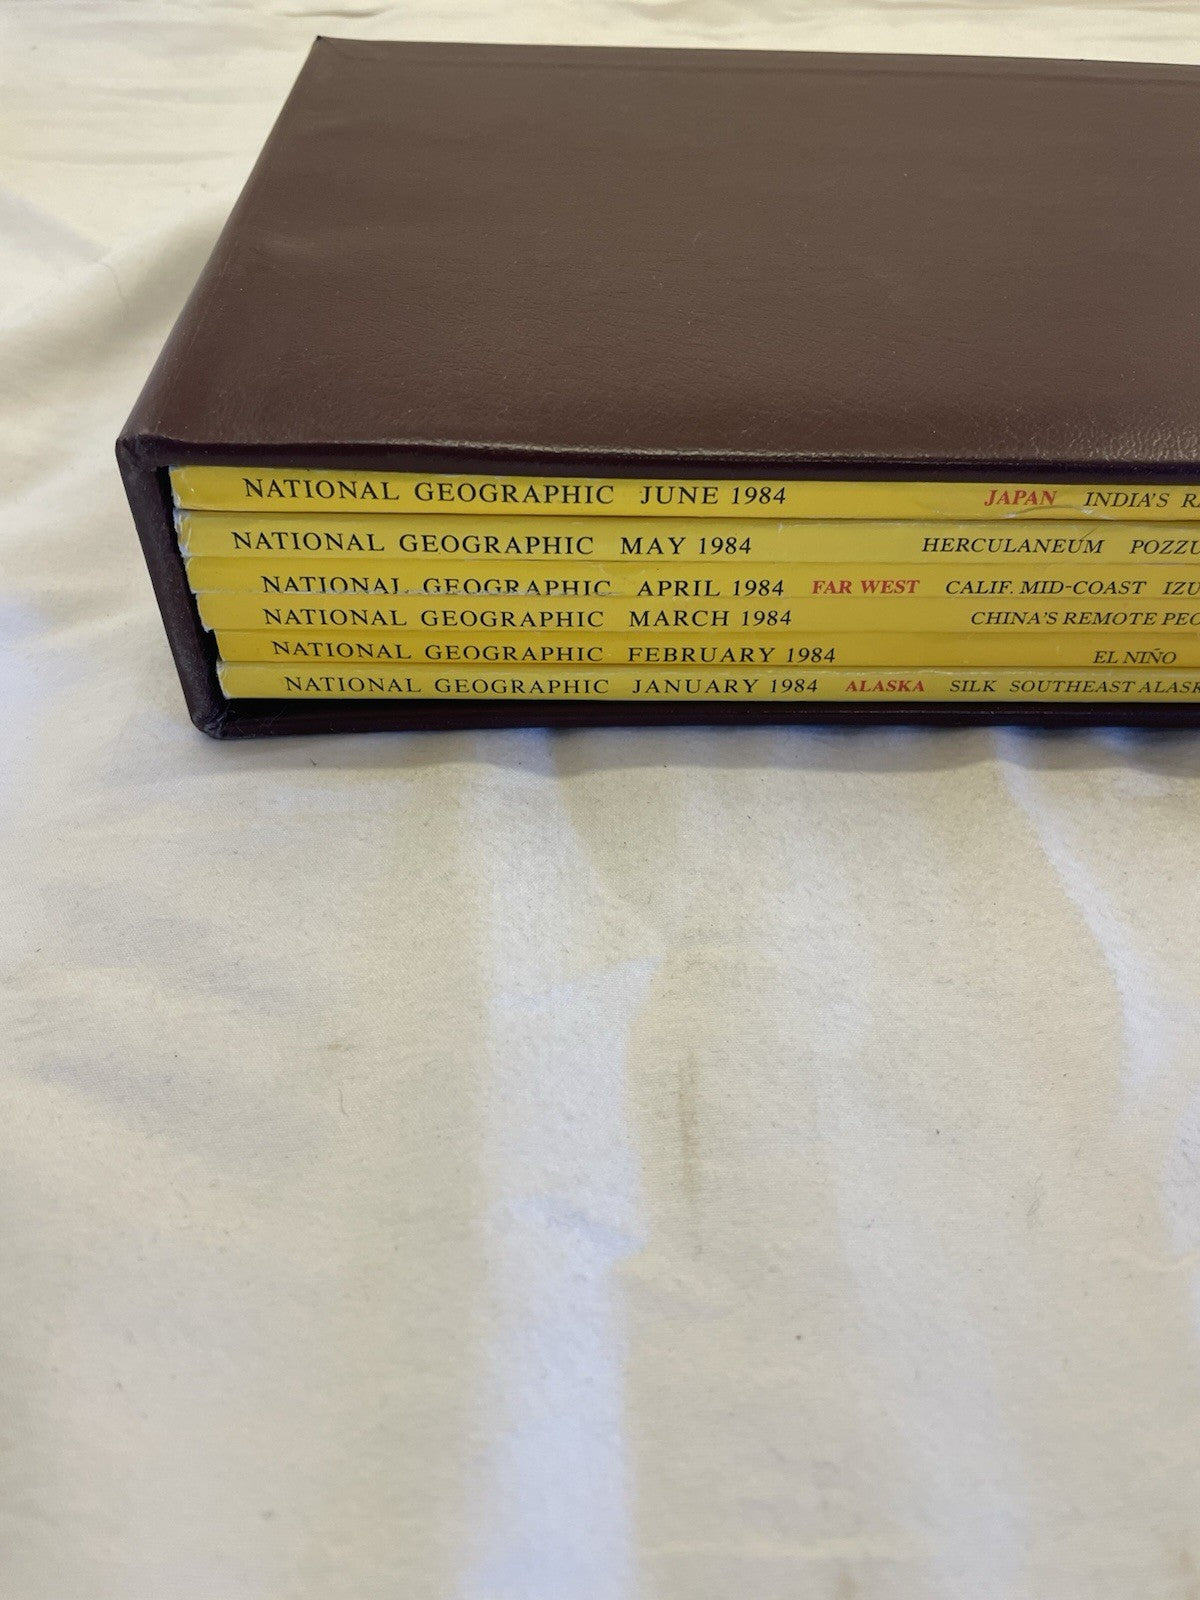 NATIONAL GEOGRAPHIC JUNE 1984 JAPAN INDIA'S
NATIONAL GEOGRAPHIC MAY 1984 HERCULANEUM
NATIONAL GEOGRAPHIC APRIL 1984 FAR WEST CALIF. MID-COAST
NATIONAL GEOGRAPHIC MARCH 1984 CHINA'S REMOTE
NATIONAL GEOGRAPHIC FEBRUARY 1984 EL NIÑO
NATIONAL GEOGRAPHIC JANUARY 1984 ALASKA SILK SOUTHEAST